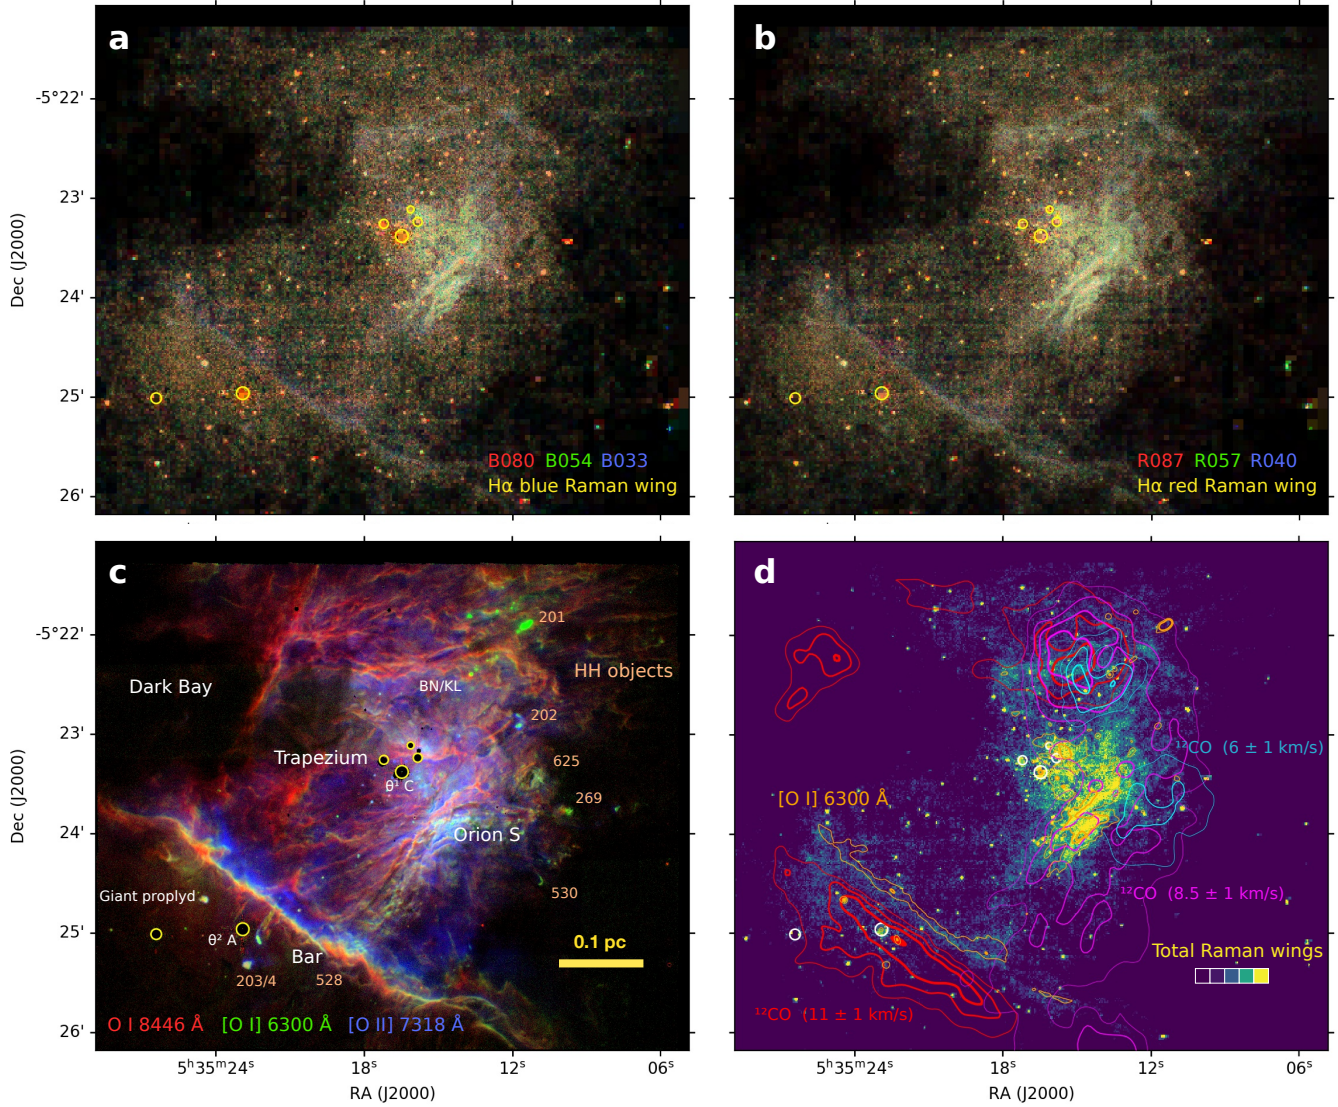 a
b
-5°22'
23'
24'
25'
26'
Dec (J2000)
B080 B054 B033
Hα blue Raman wing
R087 R057 R040
Hα red Raman wing
c
d
-5°22'
23'
24'
25'
26'
Dec (J2000)
201
HH objects
Dark Bay
BN/KL
202
Trapezium
625
θ¹ C
269
Orion S
Giant proplyd
530
θ² A
0.1 pc
Bar
203/4
528
O I 8446 Å [O I] 6300 Å [O II] 7318 Å
¹²CO (6 ± 1 km/s)
[O I] 6300 Å
¹²CO (8.5 ± 1 km/s)
Total Raman wings
¹²CO (11 ± 1 km/s)
5ʰ35ᵐ24ˢ
18ˢ
12ˢ
06ˢ
RA (J2000)
5ʰ35ᵐ24ˢ
18ˢ
12ˢ
06ˢ
RA (J2000)